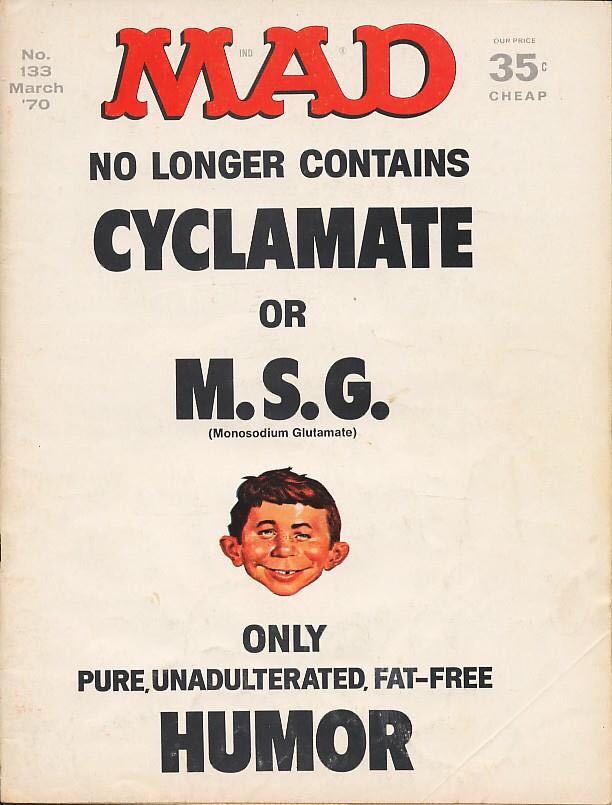 No.
133
March
'70
MAD
IND
®
OUR PRICE
35c
CHEAP
NO LONGER CONTAINS
CYCLAMATE
OR
M.S.G.
(Monosodium Glutamate)
ONLY
PURE, UNADULTERATED, FAT-FREE
HUMOR